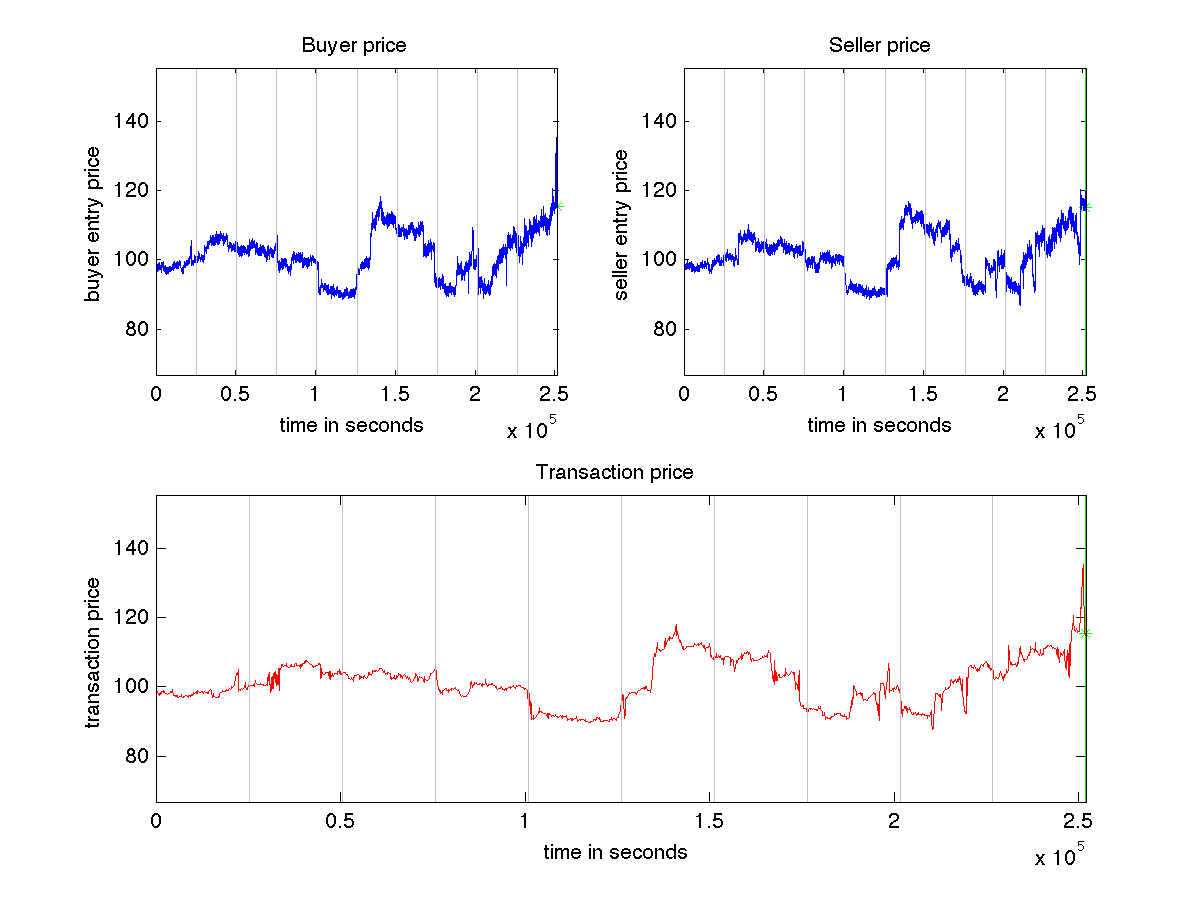 Buyer price
buyer entry price
140
120
100
80
0 0.5 1 1.5 2 2.5
time in seconds
x 10^5
Seller price
seller entry price
140
120
100
80
0 0.5 1 1.5 2 2.5
time in seconds
x 10^5
Transaction price
transaction price
140
120
100
80
0 0.5 1 1.5 2 2.5
time in seconds
x 10^5